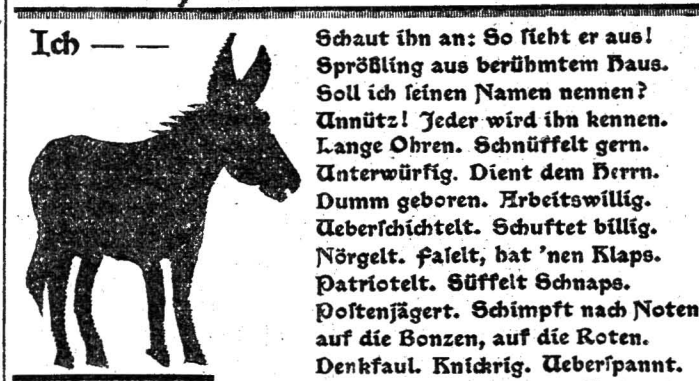 Ich — —
Schaut ihn an: So sieht er aus!
Sprößling aus berühmtem Haus.
Soll ich seinen Namen nennen?
Unnütz! Jeder wird ihn kennen.
Lange Ohren. Schnüffelt gern.
Unterwürfig. Dient dem Herrn.
Dumm geboren. Arbeitswillig.
Ueberschichtelt. Schuftet billig.
Nörgelt. Faselt, hat 'nen Klaps.
Patriotelt. Süffelt Schnaps.
Postenjägert. Schimpft nach Noten
auf die Bonzen, auf die Roten.
Denkfaul. Knickrig. Ueberspannt.